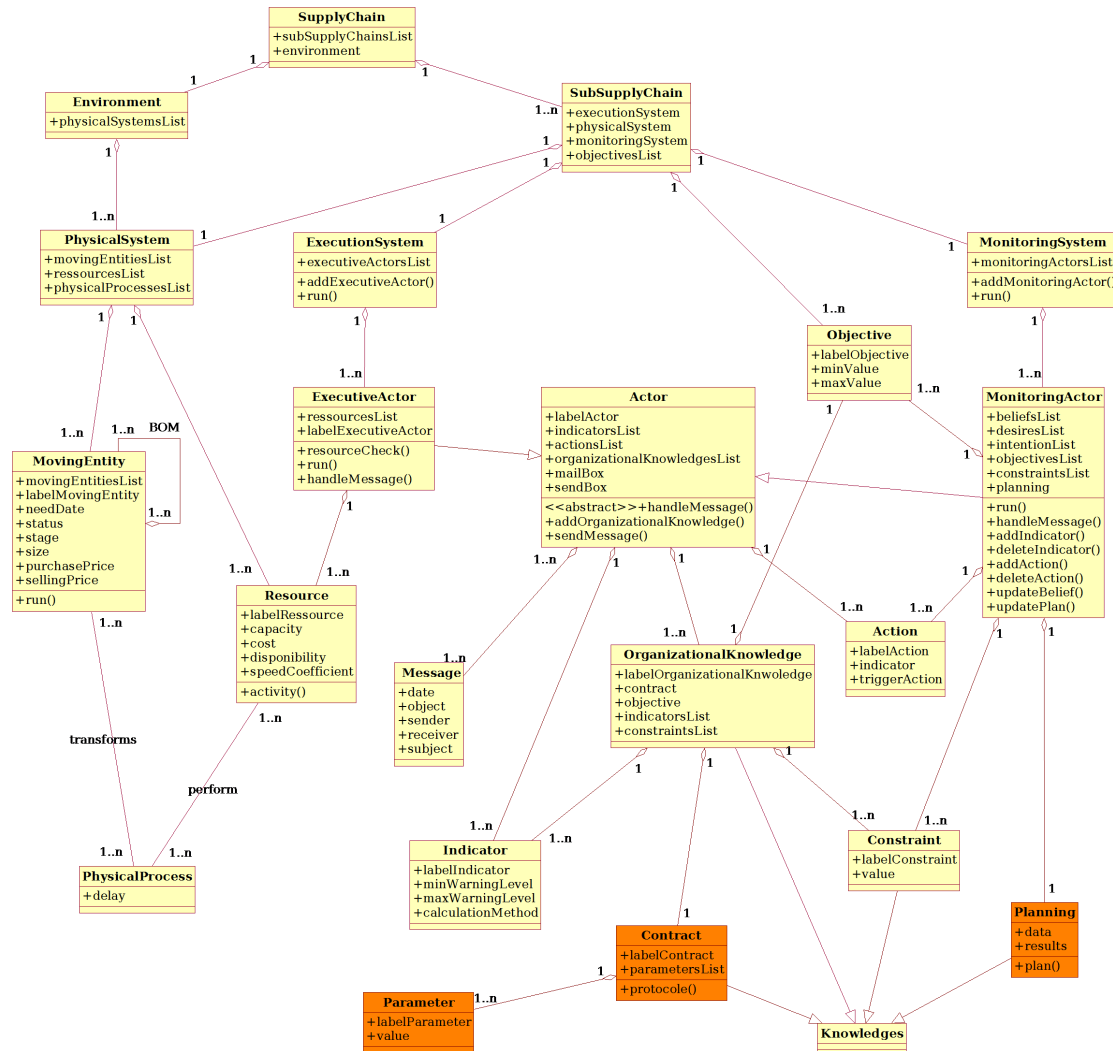 SupplyChain
+subSupplyChainsList
+environment
1
1
1
1..n
Environment
+physicalSystemsList
1
1..n
SubSupplyChain
+executionSystem
+physicalSystem
+monitoringSystem
+objectivesList
1
1
1
1
1
1
1
1..n
PhysicalSystem
+movingEntitiesList
+ressourcesList
+physicalProcessesList
1
1
ExecutionSystem
+executiveActorsList
+addExecutiveActor()
+run()
1
1..n
MonitoringSystem
+monitoringActorsList
+addMonitoringActor()
+run()
1
1..n
Objective
+labelObjective
+minValue
+maxValue
1..n
1
ExecutiveActor
+ressourcesList
+labelExecutiveActor
+resourceCheck()
+run()
+handleMessage()
1
1..n
Actor
+labelActor
+indicatorsList
+actionsList
+organizationalKnowledgesList
+mailBox
+sendBox
<<abstract>>+handleMessage()
+addOrganizationalKnowledge()
+sendMessage()
1..n
1
1
1
MonitoringActor
+beliefsList
+desiresList
+intentionList
+objectivesList
+constraintsList
+planning
+run()
+handleMessage()
+addIndicator()
+deleteIndicator()
+addAction()
+deleteAction()
+updateBelief()
+updatePlan()
1
1
1
1
1..n
1..n
BOM
1..n
MovingEntity
+movingEntitiesList
+labelMovingEntity
+needDate
+status
+stage
+size
+purchasePrice
+sellingPrice
+run()
1..n
1..n
1..n
Resource
+labelRessource
+capacity
+cost
+disponibility
+speedCoefficient
+activity()
1..n
transforms
perform
1..n
1..n
PhysicalProcess
+delay
1..n
Message
+date
+object
+sender
+receiver
+subject
1..n
1
OrganizationalKnowledge
+labelOrganizationalKnwoledge
+contract
+objective
+indicatorsList
+constraintsList
1
1
1
1..n
1..n
Action
+labelAction
+indicator
+triggerAction
1..n
1..n
Indicator
+labelIndicator
+minWarningLevel
+maxWarningLevel
+calculationMethod
1..n
1..n
Constraint
+labelConstraint
+value
1
Contract
+labelContract
+parametersList
+protocole()
1
1..n
Parameter
+labelParameter
+value
1
Planning
+data
+results
+plan()
Knowledges